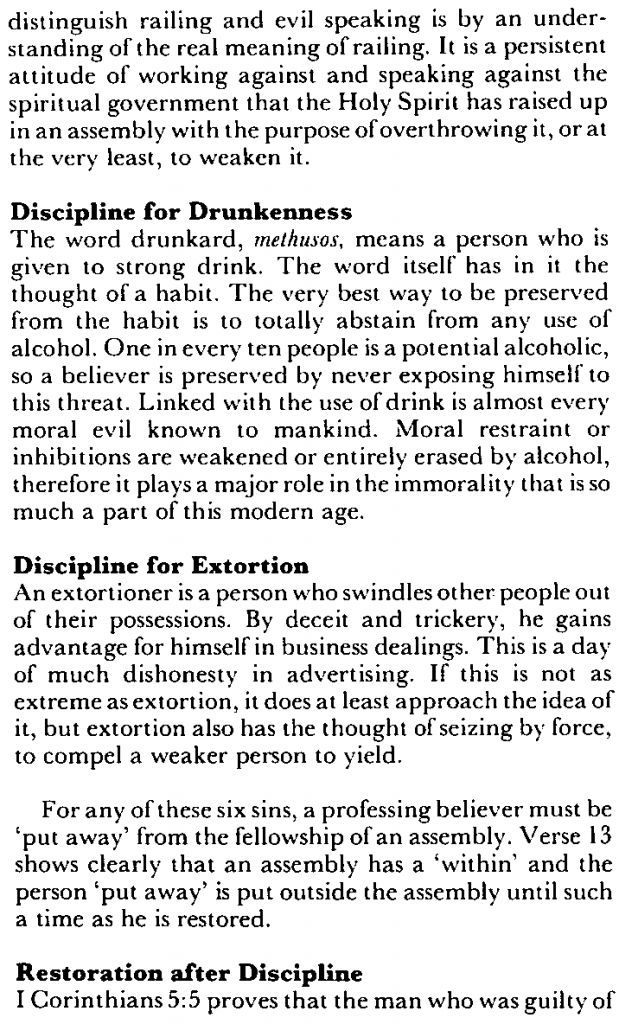 distinguish railing and evil speaking is by an under-
standing of the real meaning of railing. It is a persistent
attitude of working against and speaking against the
spiritual government that the Holy Spirit has raised up
in an assembly with the purpose of overthrowing it, or at
the very least, to weaken it.
Discipline for Drunkenness
The word drunkard, methusos, means a person who is
given to strong drink. The word itself has in it the
thought of a habit. The very best way to be preserved
from the habit is to totally abstain from any use of
alcohol. One in every ten people is a potential alcoholic,
so a believer is preserved by never exposing himself to
this threat. Linked with the use of drink is almost every
moral evil known to mankind. Moral restraint or
inhibitions are weakened or entirely erased by alcohol,
therefore it plays a major role in the immorality that is so
much a part of this modern age.
Discipline for Extortion
An extortioner is a person who swindles other people out
of their possessions. By deceit and trickery, he gains
advantage for himself in business dealings. This is a day
of much dishonesty in advertising. If this is not as
extreme as extortion, it does at least approach the idea of
it, but extortion also has the thought of seizing by force,
to compel a weaker person to yield.
For any of these six sins, a professing believer must be
‘put away’ from the fellowship of an assembly. Verse 13
shows clearly that an assembly has a ‘within’ and the
person ‘put away’ is put outside the assembly until such
a time as he is restored.
Restoration after Discipline
I Corinthians 5:5 proves that the man who was guilty of